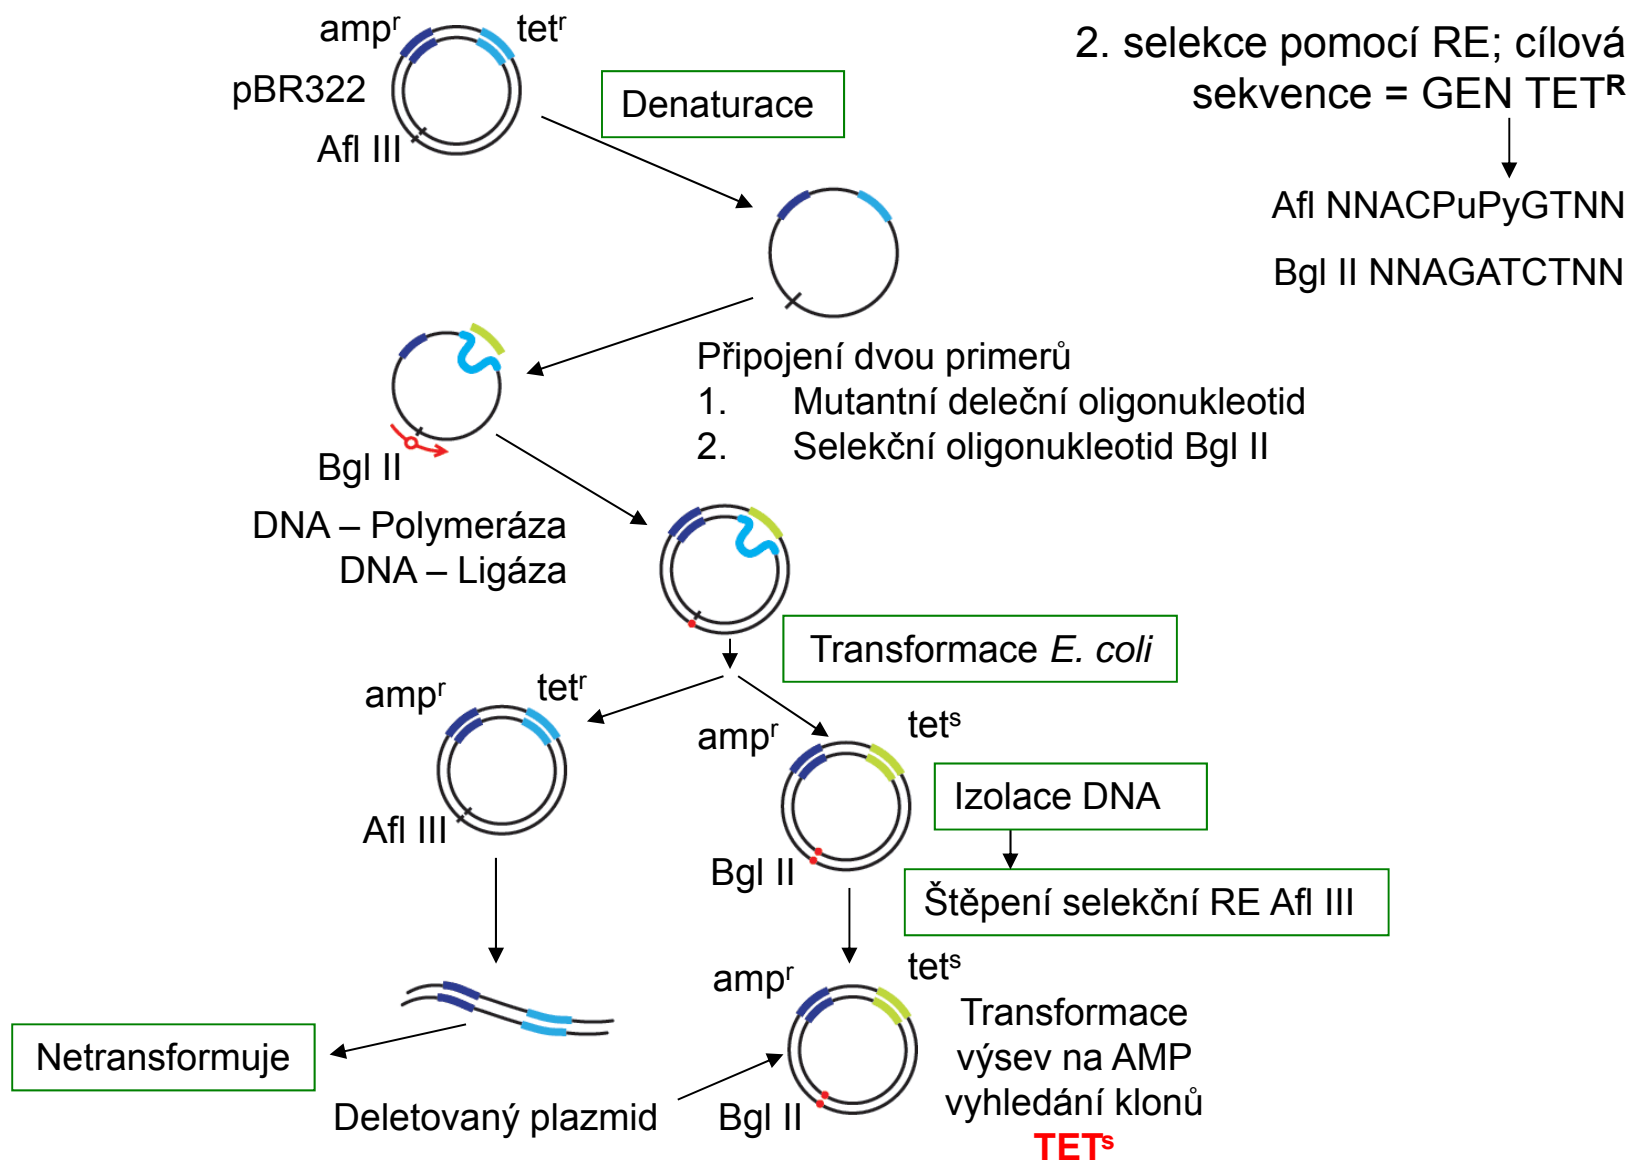 ampʳ
tetʳ
pBR322
Afl III
Denaturace
2. selekce pomocí RE; cílová
sekvence = GEN TETᴿ
Afl NNACPuPyGTNN
Bgl II NNAGATCTNN
Připojení dvou primerů
1. Mutantní deleční oligonukleotid
2. Selekční oligonukleotid Bgl II
Bgl II
DNA – Polymeráza
DNA – Ligáza
Transformace E. coli
ampʳ
tetʳ
Afl III
ampʳ
tetˢ
Bgl II
Izolace DNA
Štěpení selekční RE Afl III
Netransformuje
Deletovaný plazmid
ampʳ
tetˢ
Bgl II
Transformace
výsev na AMP
vyhledání klonů
TETˢ